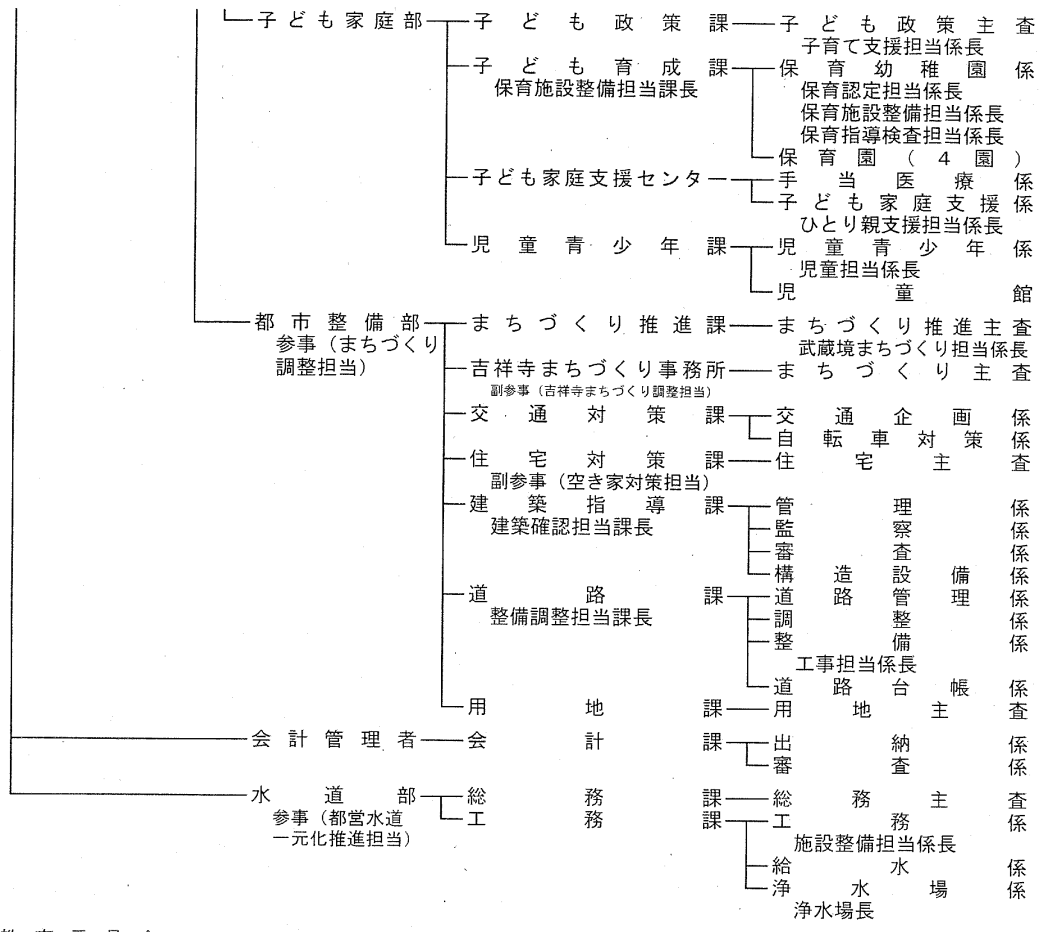 子ども家庭部 子ども政策課 子ども政策主査
子育て支援担当係長
子ども育成課 保育幼稚園係
保育施設整備担当課長 保育認定担当係長
保育施設整備担当係長
保育指導検査担当係長
保育園(4園)
子ども家庭支援センター 手当医療係
子ども家庭支援係
ひとり親支援担当係長
児童青少年課 児童青少年係
児童担当係長
児童館
都市整備部 まちづくり推進課 まちづくり推進主査
参事(まちづくり 武蔵境まちづくり担当係長
調整担当) 吉祥寺まちづくり事務所 まちづくり主査
副参事(吉祥寺まちづくり調整担当)
交通対策課 交通企画係
自転車対策係
住宅対策課 住宅主査
副参事(空き家対策担当)
建築指導課 管理係
建築確認担当課長 監察係
審査係
構造設備係
道路課 道路管理係
整備調整担当課長 調整係
整備係
工事担当係長
道路台帳係
用地課 用地主査
会計管理者 会計課 出納係
審査係
水道部 総務課 総務主査
参事(都営水道 工務課 工務係
一元化推進担当) 施設整備担当係長
給水係
浄水場係
浄水場長